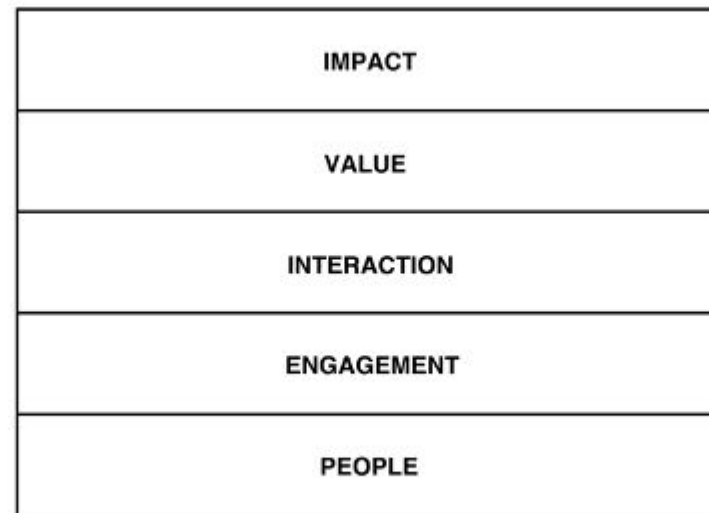 IMPACT
VALUE
INTERACTION
ENGAGEMENT
PEOPLE